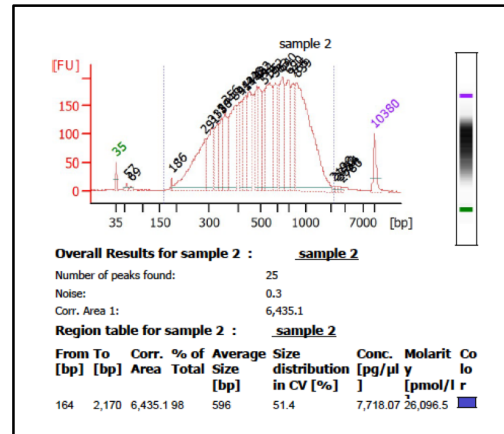 sample 2
[FU]
10380
150
100
50
0
35
57
69
186
35 150 300 500 1000 7000 [bp]
Overall Results for sample 2 : sample 2
Number of peaks found: 25
Noise: 0.3
Corr. Area 1: 6,435.1
Region table for sample 2 : sample 2
From To Corr. % of Average Size Conc. Molarit Co
[bp] [bp] Area Total Size distribution [pg/µl y lo
[bp] in CV [%] ] [pmol/l r
]
164 2,170 6,435.1 98 596 51.4 7,718.07 26,096.5